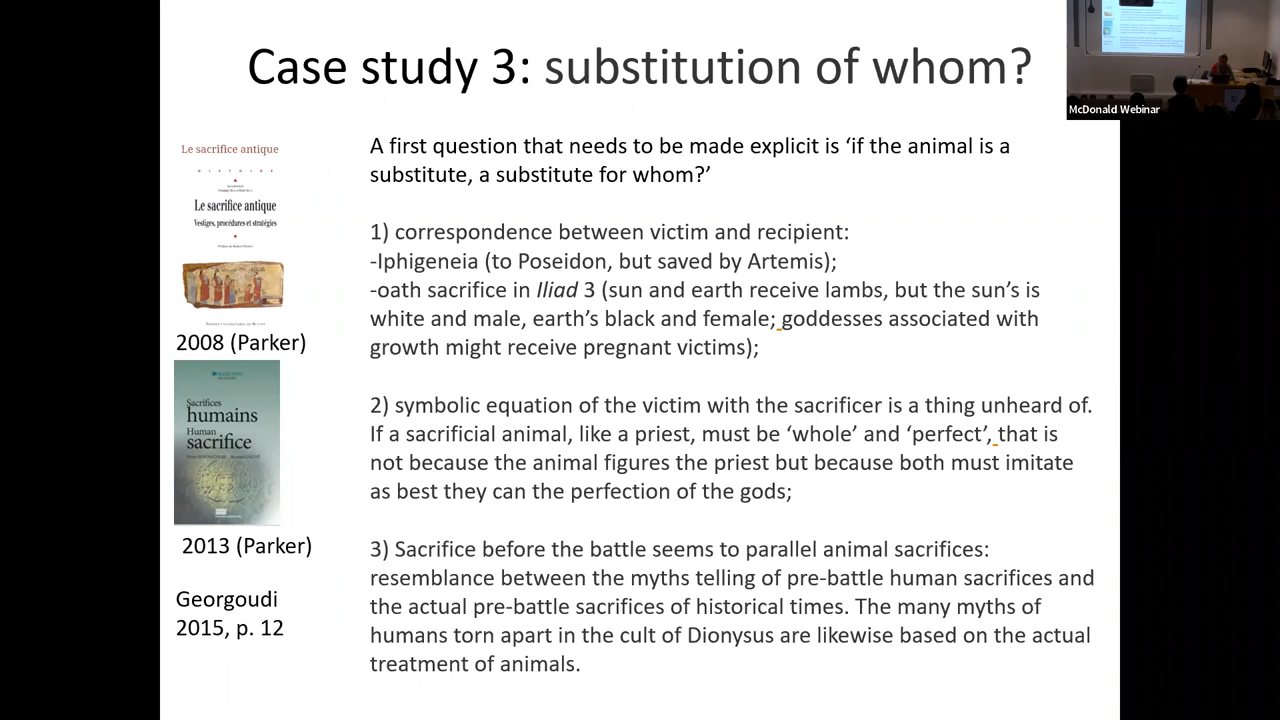 Case study 3: substitution of whom?
McDonald Webinar
Le sacrifice antique
HISTOIRE
Le sacrifice antique
Vestiges, procédures et stratégies
2008 (Parker)
Sacrifices
humains
Human
sacrifice
2013 (Parker)
Georgoudi
2015, p. 12
A first question that needs to be made explicit is ‘if the animal is a
substitute, a substitute for whom?’
1) correspondence between victim and recipient:
-Iphigeneia (to Poseidon, but saved by Artemis);
-oath sacrifice in Iliad 3 (sun and earth receive lambs, but the sun’s is
white and male, earth’s black and female; goddesses associated with
growth might receive pregnant victims);
2) symbolic equation of the victim with the sacrificer is a thing unheard of.
If a sacrificial animal, like a priest, must be ‘whole’ and ‘perfect’, that is
not because the animal figures the priest but because both must imitate
as best they can the perfection of the gods;
3) Sacrifice before the battle seems to parallel animal sacrifices:
resemblance between the myths telling of pre-battle human sacrifices and
the actual pre-battle sacrifices of historical times. The many myths of
humans torn apart in the cult of Dionysus are likewise based on the actual
treatment of animals.